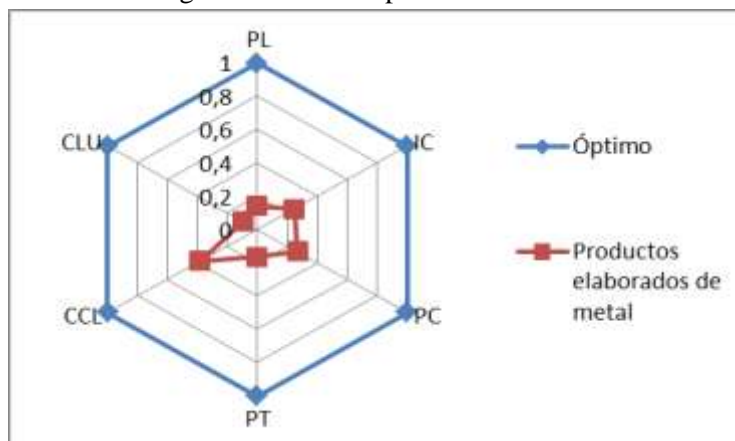 PL
1
0,8
0,6
0,4
0,2
0
CLU
IC
CCL
PC
PT
Óptimo
Productos
elaborados de
metal